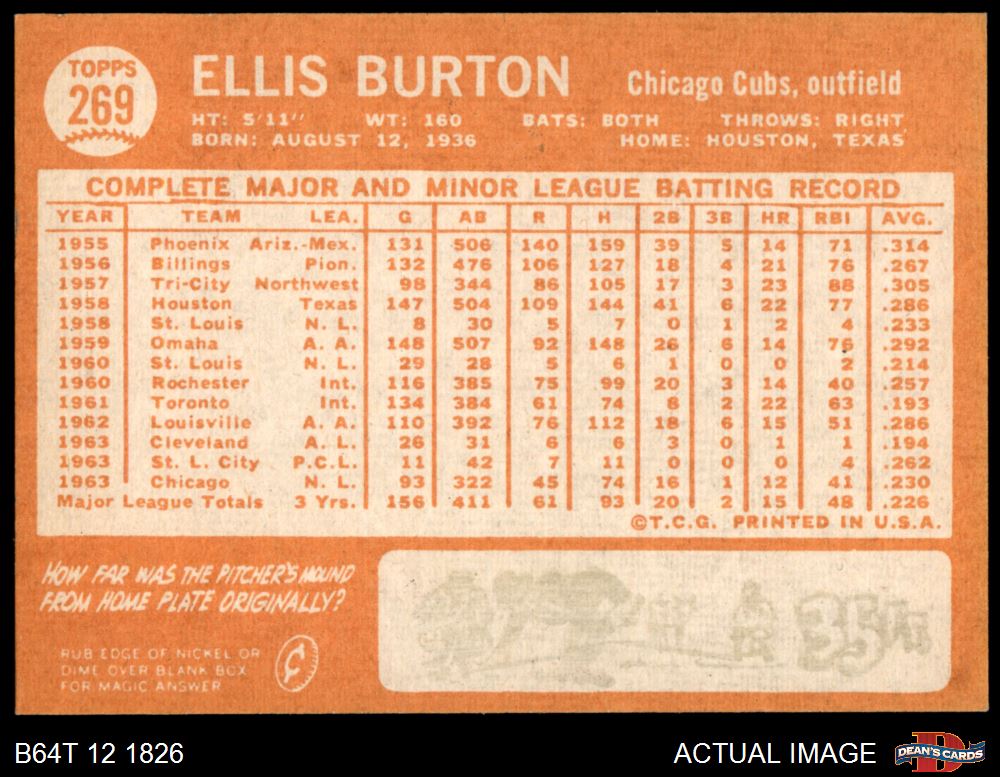 TOPPS
269
ELLIS BURTON
Chicago Cubs, outfield
HT: 5'11" WT: 160 BATS: BOTH THROWS: RIGHT
BORN: AUGUST 12, 1936 HOME: HOUSTON, TEXAS
COMPLETE MAJOR AND MINOR LEAGUE BATTING RECORD
YEAR TEAM LEA. G AB R H 2B 3B HR RBI AVG.
1955 Phoenix Ariz.-Mex. 131 506 140 159 39 5 14 71 .314
1956 Billings Pion. 132 476 106 127 18 4 21 76 .267
1957 Tri-City Northwest 98 344 86 105 17 3 23 88 .305
1958 Houston Texas 147 504 109 144 41 6 22 77 .286
1958 St. Louis N. L. 8 30 5 7 0 1 2 4 .233
1959 Omaha A. A. 148 507 92 148 26 6 14 76 .292
1960 St. Louis N. L. 29 28 5 6 1 0 0 2 .214
1960 Rochester Int. 116 385 75 99 20 3 14 40 .257
1961 Toronto Int. 134 384 61 74 8 2 22 63 .193
1962 Louisville A. A. 110 392 76 112 18 6 15 51 .286
1963 Cleveland A. L. 26 31 6 6 3 0 1 1 .194
1963 St. L. City P.C.L. 11 42 7 11 0 0 0 4 .262
1963 Chicago N. L. 93 322 45 74 16 1 12 41 .230
Major League Totals 3 Yrs. 156 411 61 93 20 2 15 48 .226
©T.C.G. PRINTED IN U.S.A.
HOW FAR WAS THE PITCHER'S MOUND
FROM HOME PLATE ORIGINALLY?
RUB EDGE OF NICKEL OR
DIME OVER BLANK BOX
FOR MAGIC ANSWER
35
B64T 12 1826
ACTUAL IMAGE
DEAN'S CARDS